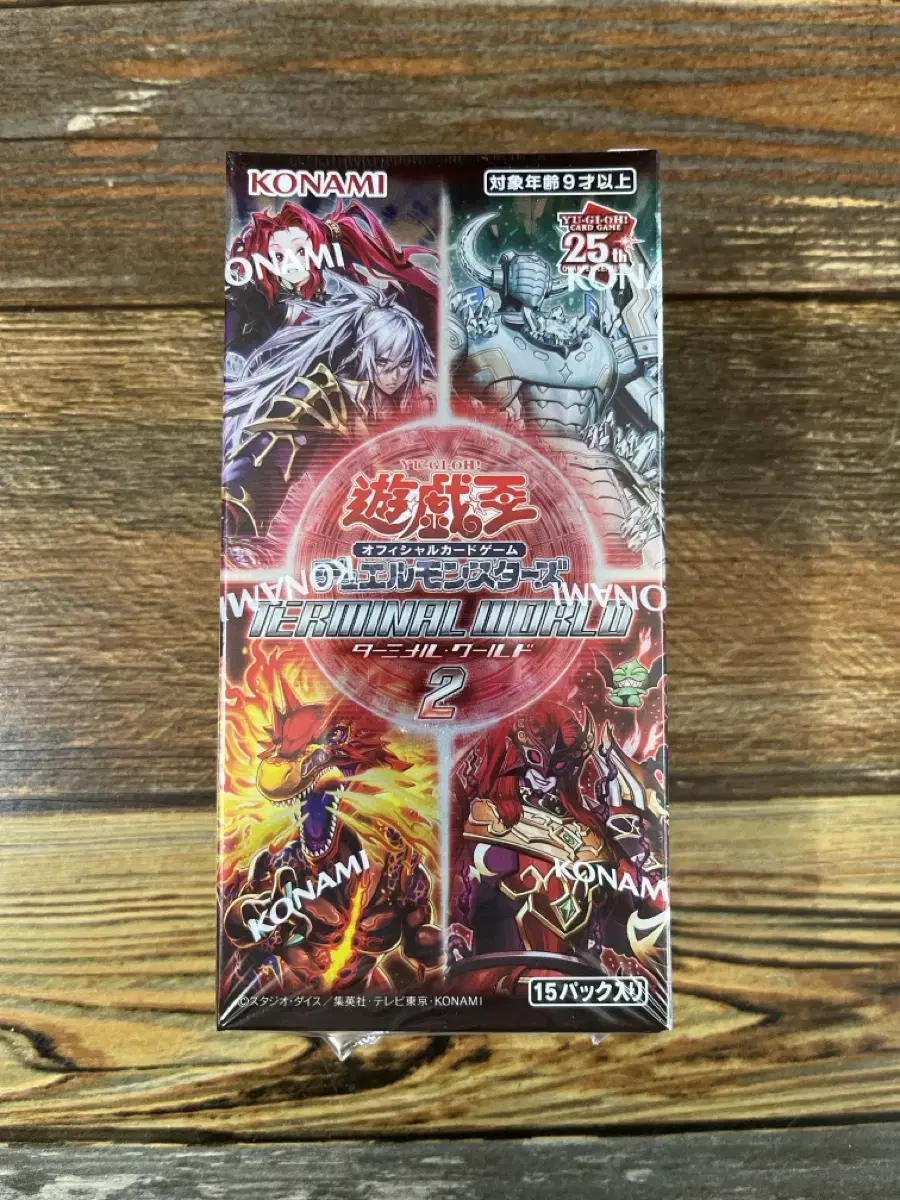 KONAMI
対象年齢9才以上
YU-GI-OH!
CARD GAME
25th
KONAMI
KONA
YU-GI-OH!
遊戯王
オフィシャルカードゲーム
デュエルモンスターズ
KONAMI
KONAMI
TERMINAL WORLD
ターミナル・ワールド
2
KONAMI
KONAMI
©スタジオ・ダイス/集英社・テレビ東京・KONAMI
15パック入り